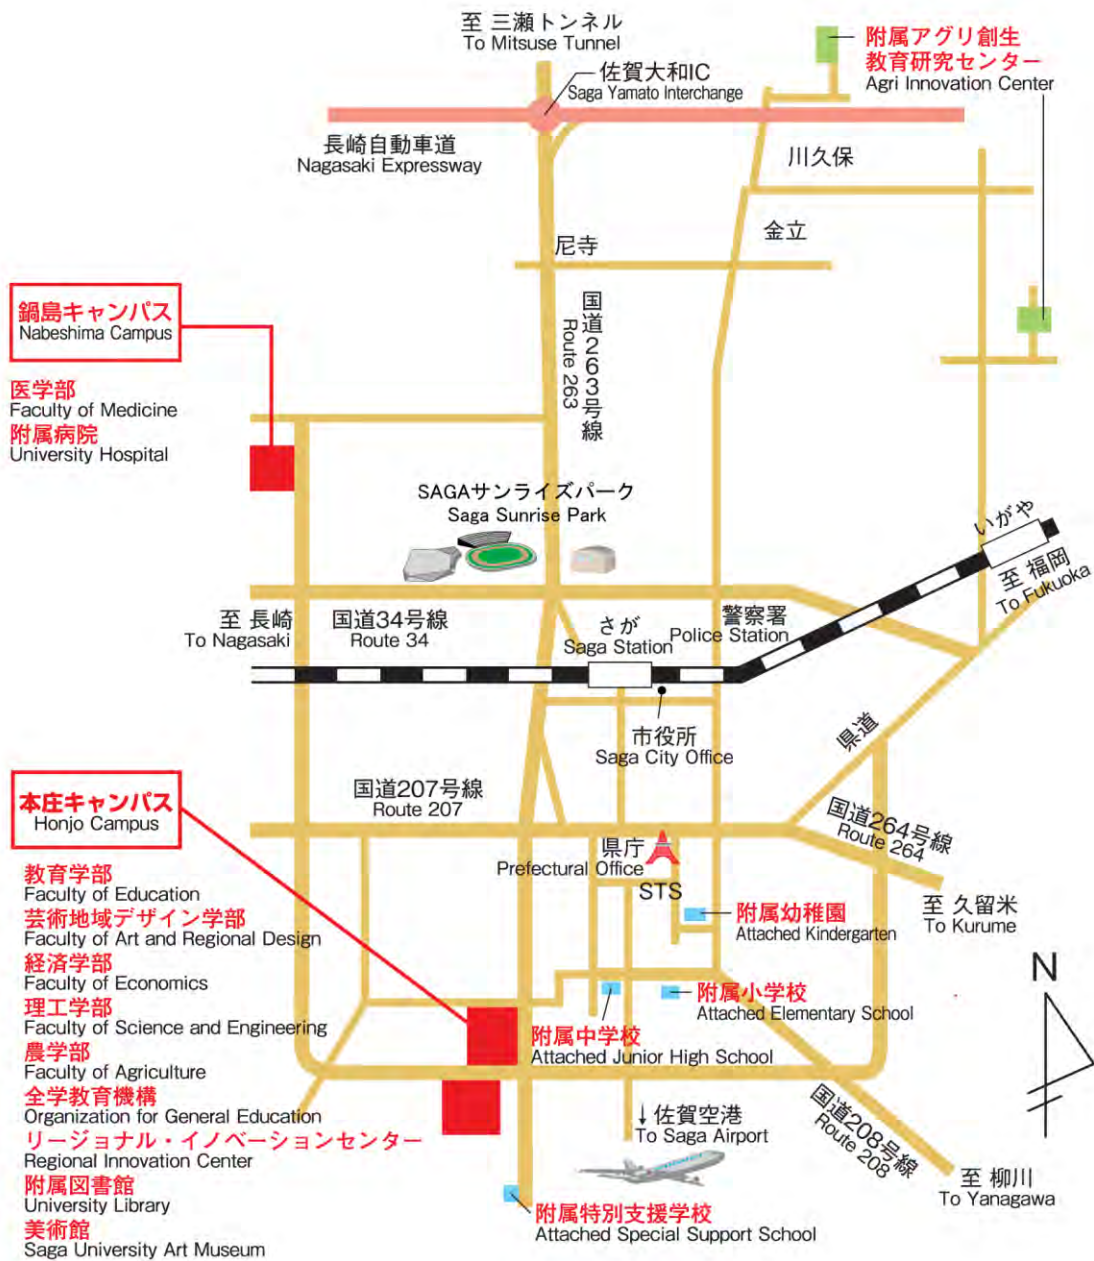 至 三瀬トンネル
To Mitsuse Tunnel
佐賀大和IC
Saga Yamato Interchange
附属アグリ創生
教育研究センター
Agri Innovation Center
長崎自動車道
Nagasaki Expressway
川久保
金立
尼寺
国道263号線
Route 263
鍋島キャンパス
Nabeshima Campus
医学部
Faculty of Medicine
附属病院
University Hospital
SAGAサンライズパーク
Saga Sunrise Park
いがや
至 福岡
To Fukuoka
至 長崎
To Nagasaki
国道34号線
Route 34
さが
Saga Station
警察署
Police Station
市役所
Saga City Office
県道
国道207号線
Route 207
国道264号線
Route 264
県庁
Prefectural Office
STS
至 久留米
To Kurume
本庄キャンパス
Honjo Campus
教育学部
Faculty of Education
芸術地域デザイン学部
Faculty of Art and Regional Design
経済学部
Faculty of Economics
理工学部
Faculty of Science and Engineering
農学部
Faculty of Agriculture
全学教育機構
Organization for General Education
リージョナル・イノベーションセンター
Regional Innovation Center
附属図書館
University Library
美術館
Saga University Art Museum
附属幼稚園
Attached Kindergarten
附属小学校
Attached Elementary School
附属中学校
Attached Junior High School
N
↓佐賀空港
To Saga Airport
国道208号線
Route 208
至 柳川
To Yanagawa
附属特別支援学校
Attached Special Support School